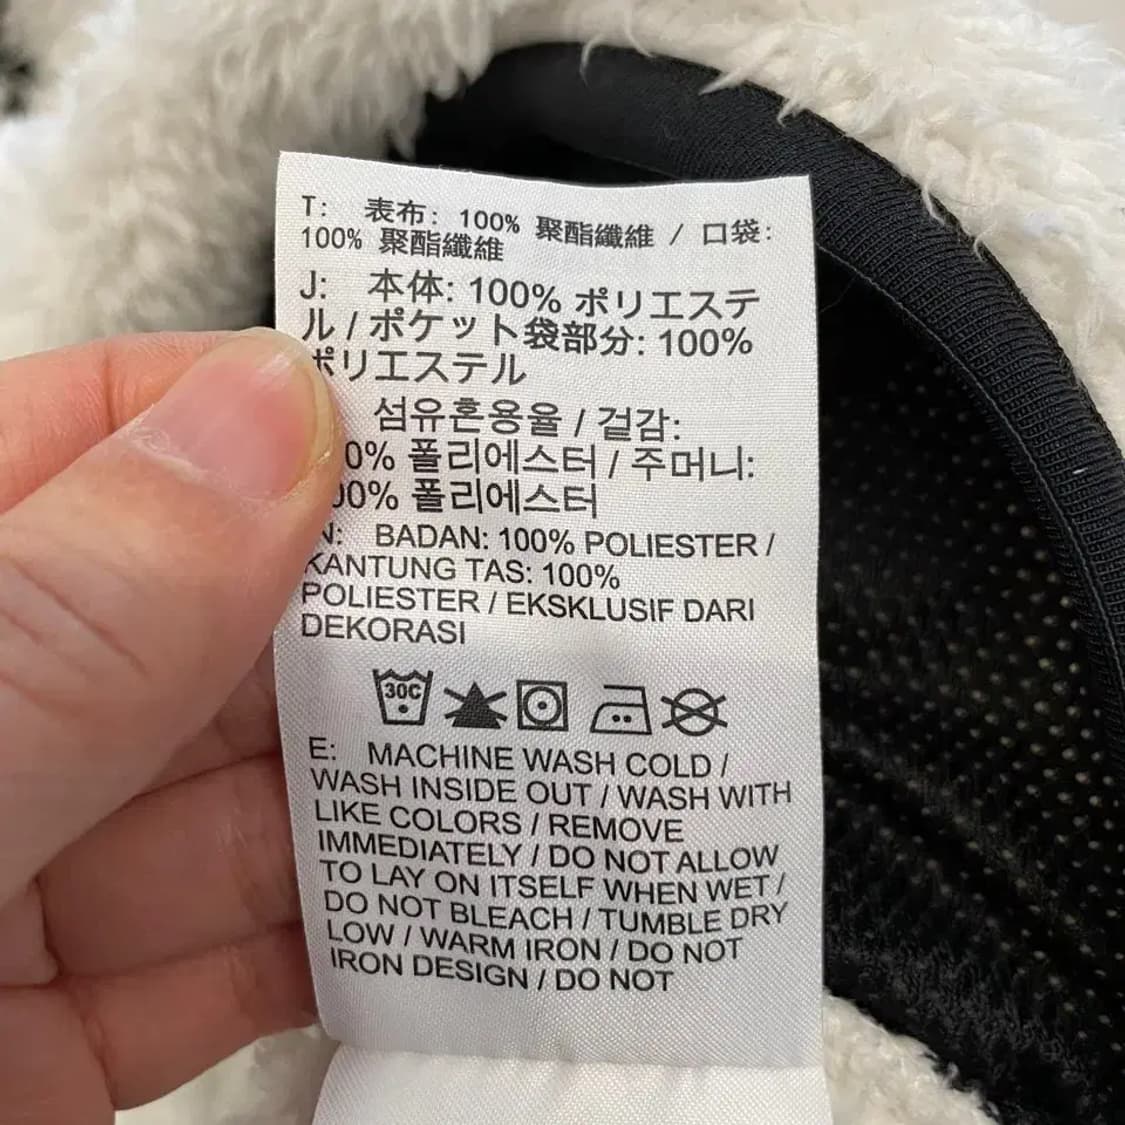 T: 表布: 100% 聚酯纖維 / 口袋:
100% 聚酯纖維
J: 本体: 100% ポリエステ
ル / ポケット袋部分: 100%
ポリエステル
섬유혼용율 / 겉감:
0% 폴리에스터 / 주머니:
00% 폴리에스터
N: BADAN: 100% POLIESTER /
KANTUNG TAS: 100%
POLIESTER / EKSKLUSIF DARI
DEKORASI
30C
E: MACHINE WASH COLD /
WASH INSIDE OUT / WASH WITH
LIKE COLORS / REMOVE
IMMEDIATELY / DO NOT ALLOW
TO LAY ON ITSELF WHEN WET /
DO NOT BLEACH / TUMBLE DRY
LOW / WARM IRON / DO NOT
IRON DESIGN / DO NOT